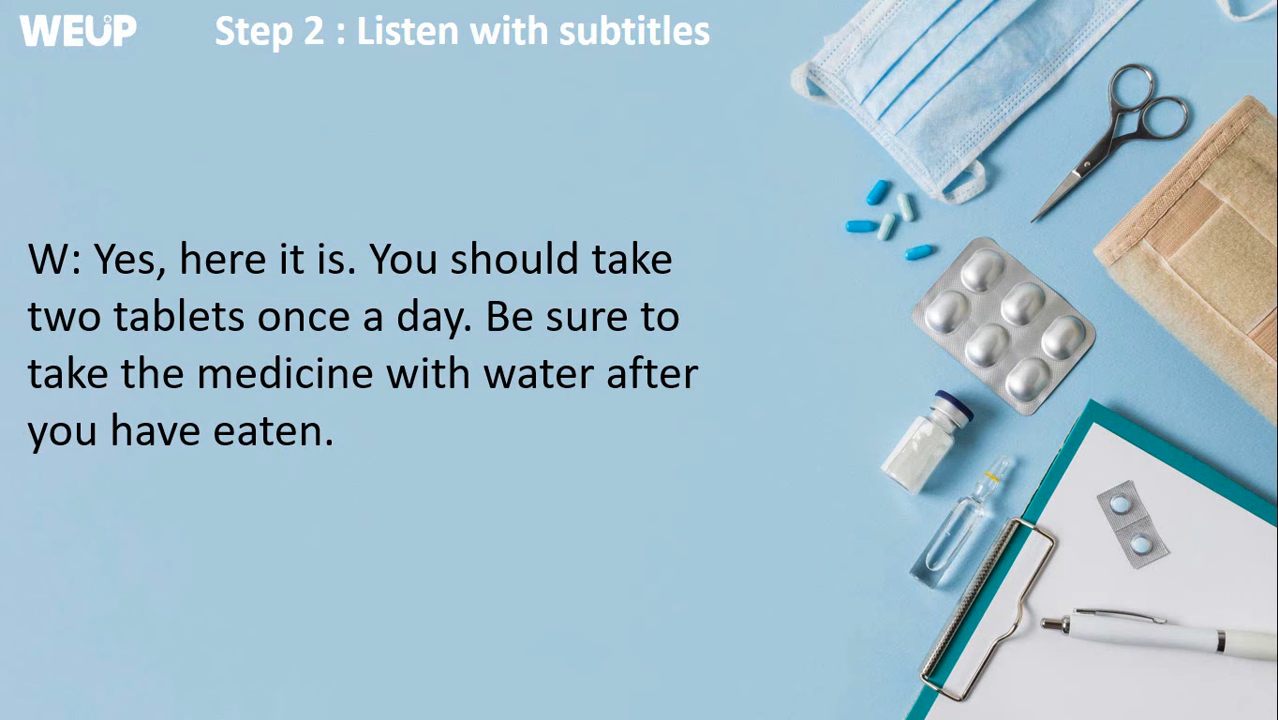 WEUP
Step 2 : Listen with subtitles
W: Yes, here it is. You should take
two tablets once a day. Be sure to
take the medicine with water after
you have eaten.